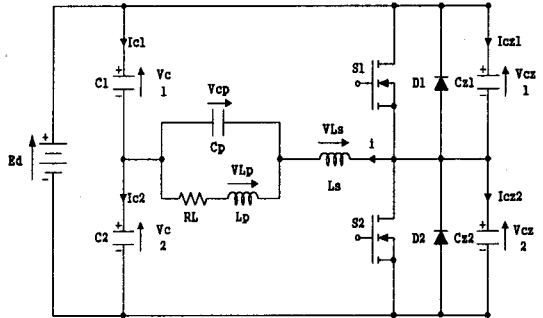 Ic1
Icz1
S1
C1
Vc
1
Vcp
D1
Cz1
Vcz
1
Cp
VLs
i
Ed
VLp
Ls
Ic2
Icz2
RL
Lp
S2
C2
Vc
2
D2
Cz2
Vcz
2